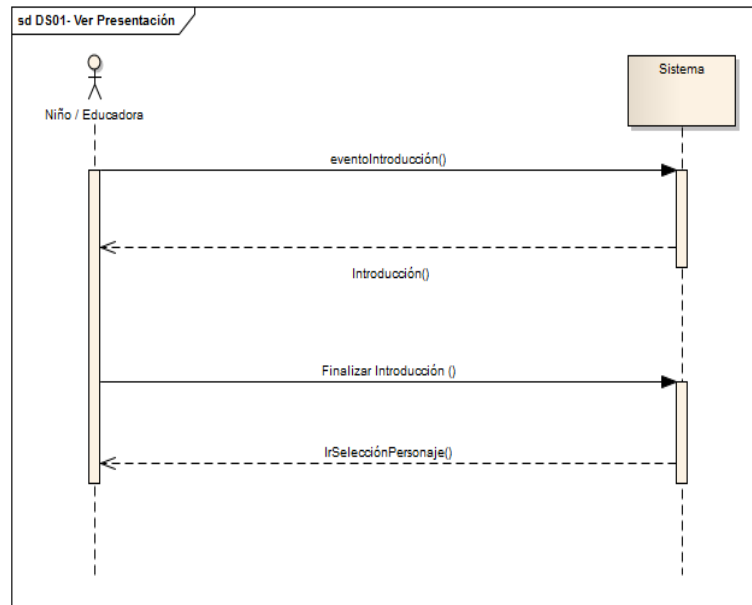 sd DS01- Ver Presentación
Niño / Educadora
Sistema
eventoIntroducción()
Introducción()
Finalizar Introducción ()
IrSelecciónPersonaje()